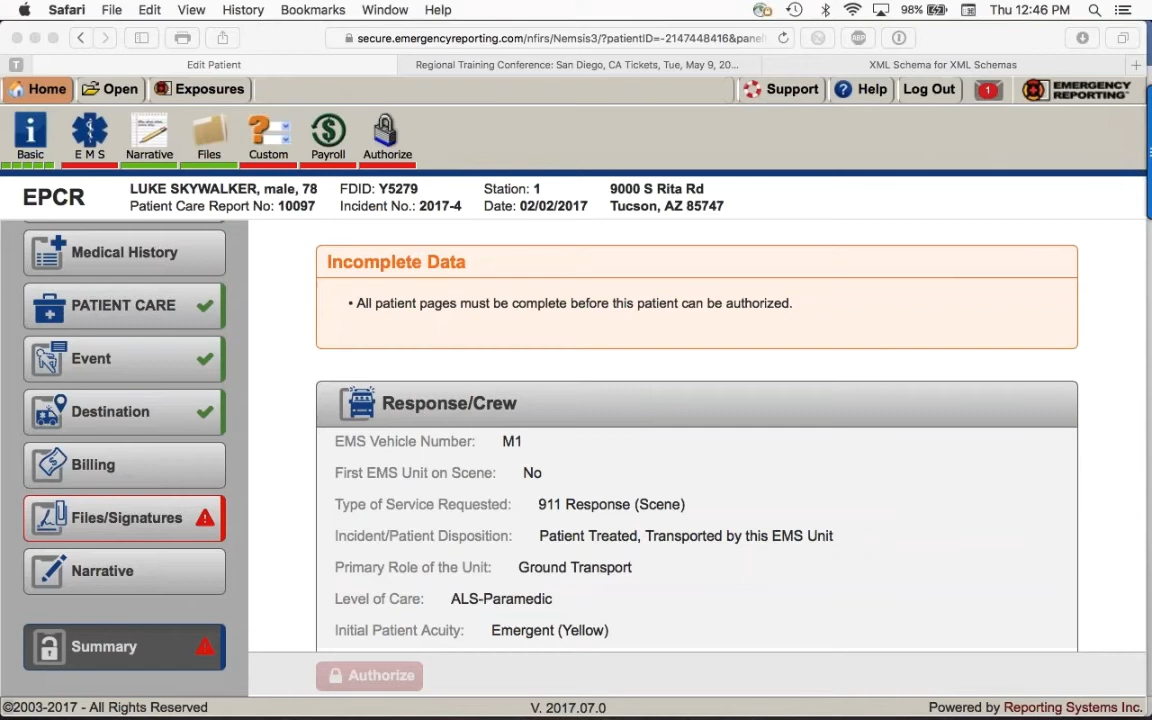 Safari File Edit View History Bookmarks Window Help 98% Thu 12:46 PM
secure.emergencyreporting.com/nfirs/Nemsis3/?patientID=-2147448416&pane
ABP
T Edit Patient Regional Training Conference: San Diego, CA Tickets, Tue, May 9, 20... XML Schema for XML Schemas
Home Open Exposures Support Help Log Out 1 EMERGENCY REPORTING
Basic EMS Narrative Files Custom Payroll Authorize
EPCR
LUKE SKYWALKER, male, 78 FDID: Y5279 Station: 1 9000 S Rita Rd
Patient Care Report No: 10097 Incident No.: 2017-4 Date: 02/02/2017 Tucson, AZ 85747
Medical History
PATIENT CARE
Event
Destination
Billing
Files/Signatures
Narrative
Summary
Incomplete Data
• All patient pages must be complete before this patient can be authorized.
Response/Crew
EMS Vehicle Number: M1
First EMS Unit on Scene: No
Type of Service Requested: 911 Response (Scene)
Incident/Patient Disposition: Patient Treated, Transported by this EMS Unit
Primary Role of the Unit: Ground Transport
Level of Care: ALS-Paramedic
Initial Patient Acuity: Emergent (Yellow)
Authorize
©2003-2017 - All Rights Reserved V. 2017.07.0 Powered by Reporting Systems Inc.